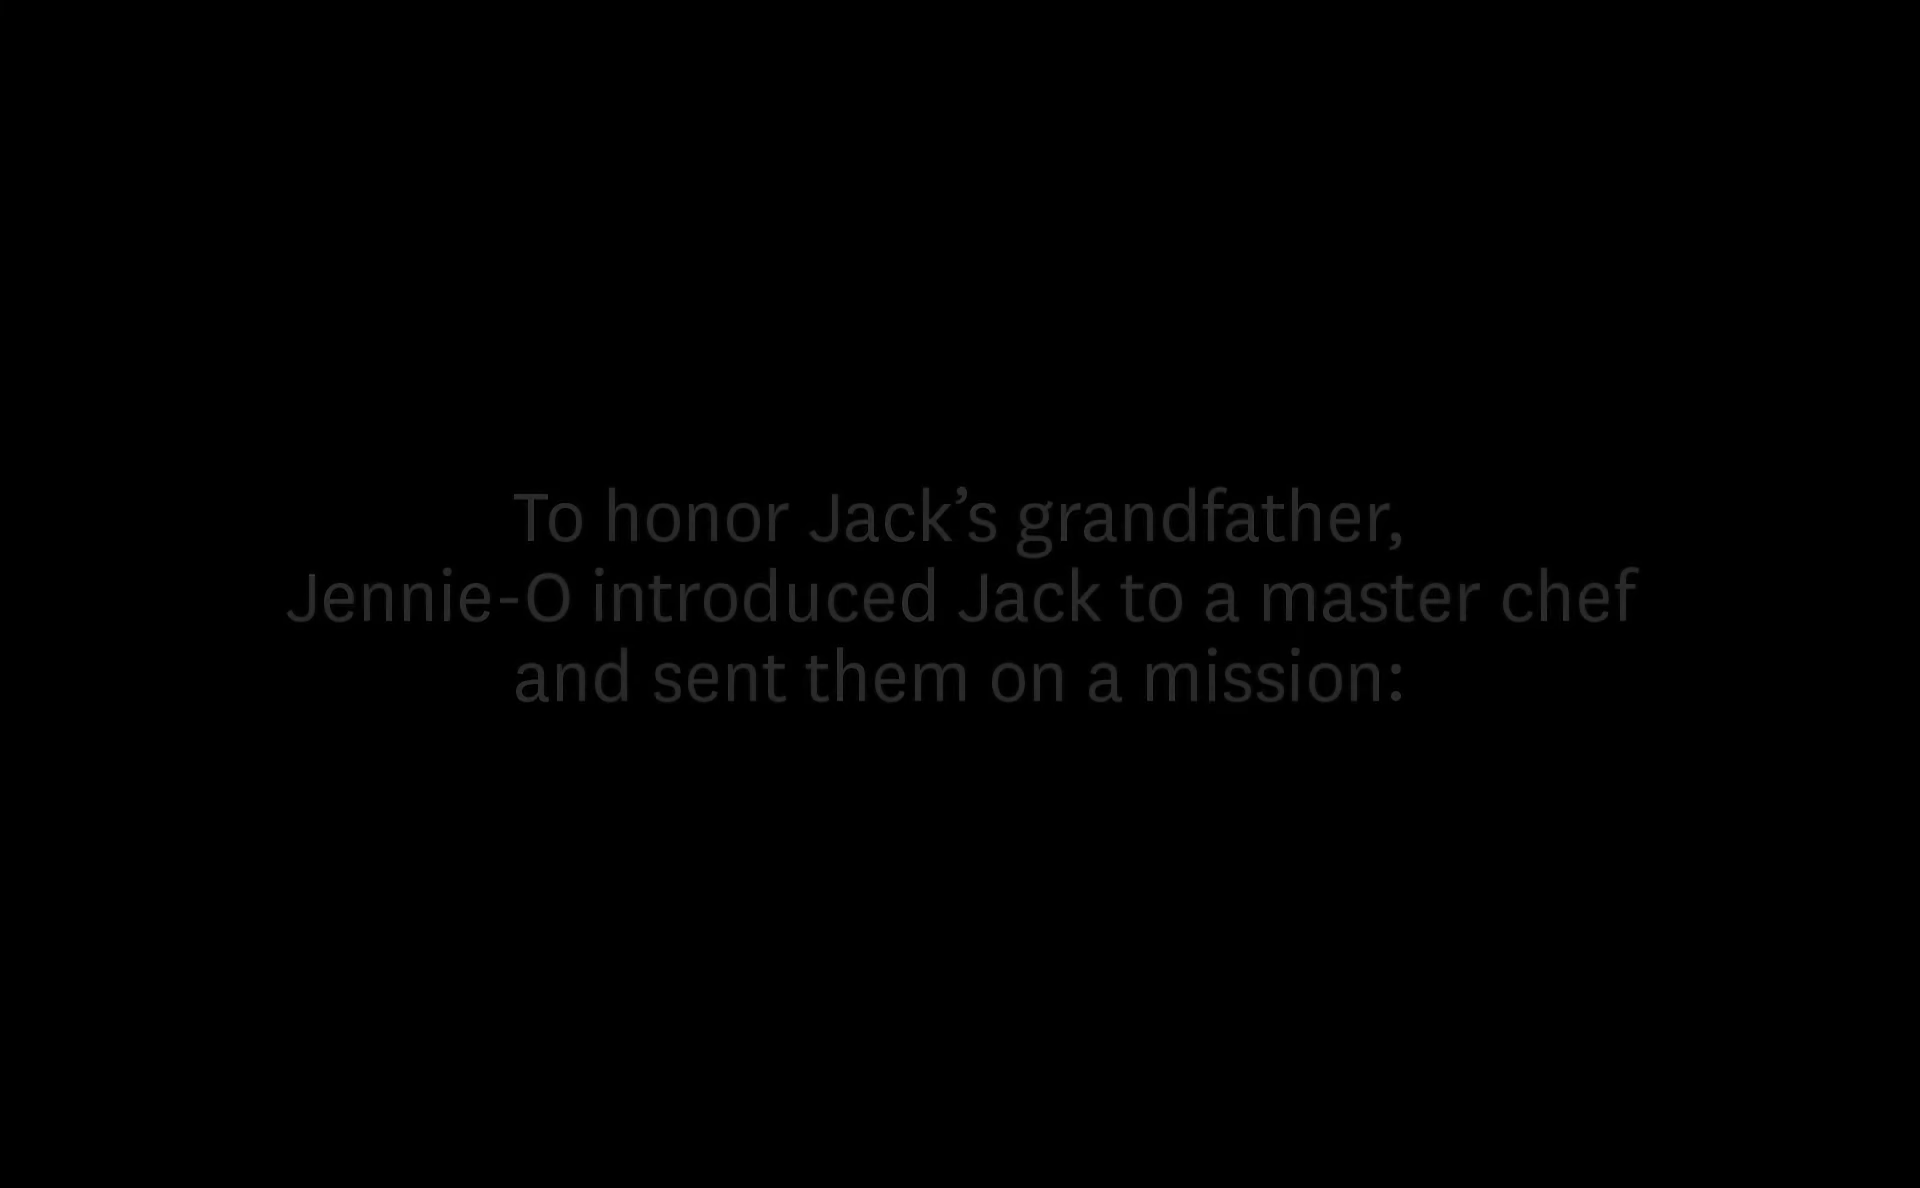 To honor Jack’s grandfather,
Jennie-O introduced Jack to a master chef
and sent them on a mission: